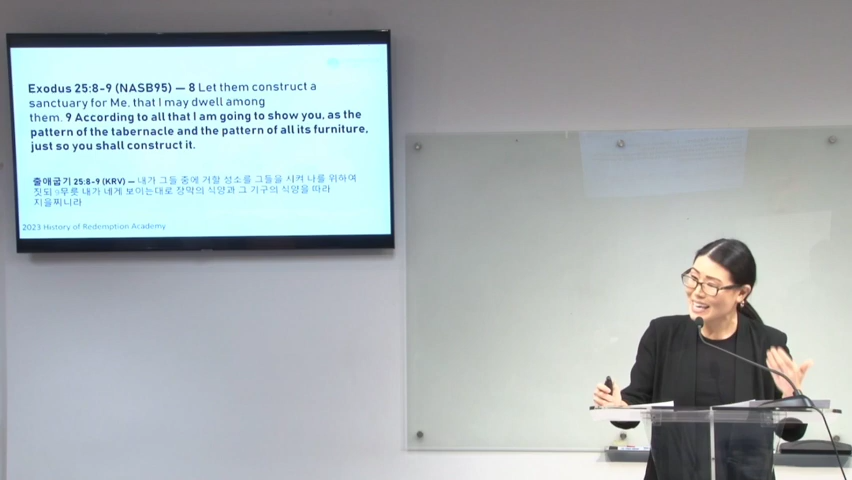 Exodus 25:8-9 (NASB95) — 8 Let them construct a
sanctuary for Me, that I may dwell among
them. 9 According to all that I am going to show you, as the
pattern of the tabernacle and the pattern of all its furniture,
just so you shall construct it.
출애굽기 25:8-9 (KRV) — 내가 그들 중에 거할 성소를 그들을 시켜 나를 위하여
짓되 9무릇 내가 네게 보이는대로 장막의 식양과 그 기구의 식양을 따라
지을찌니라
2023 History of Redemption Academy